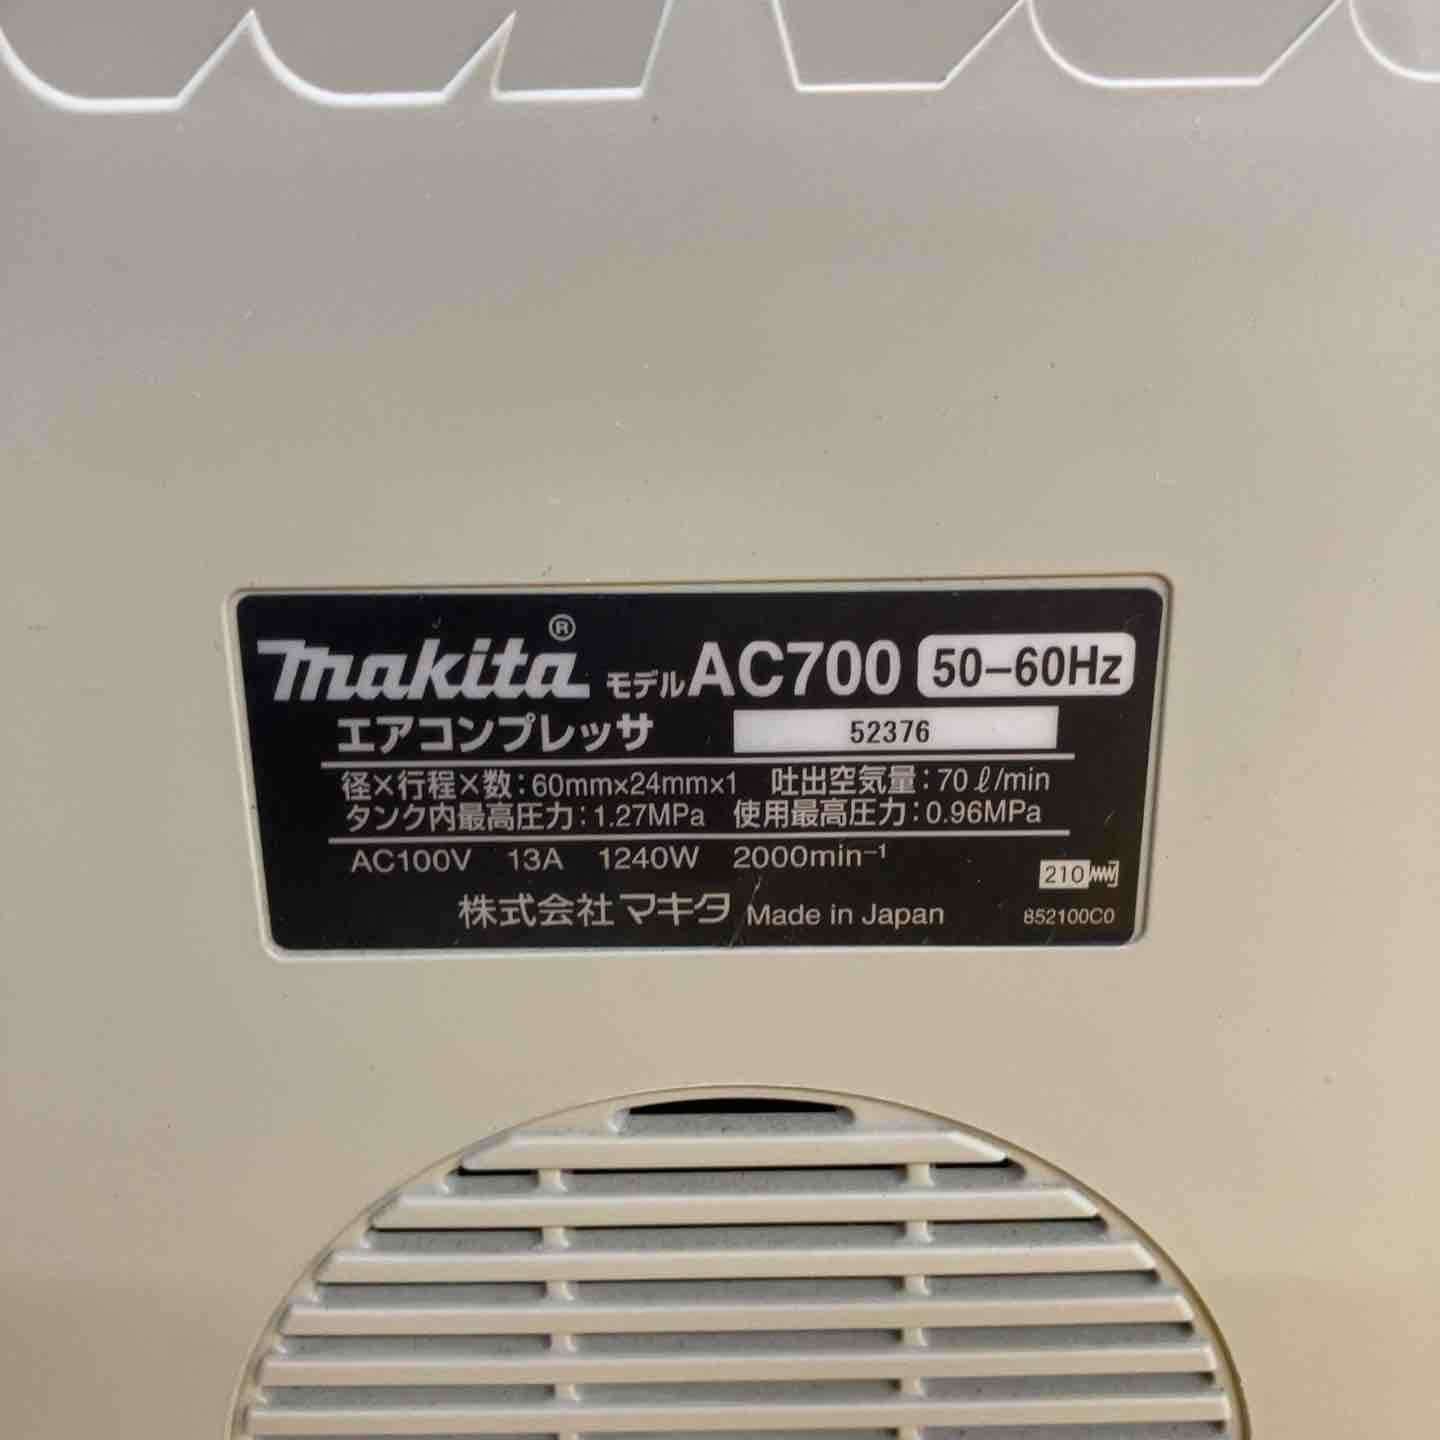 makita® モデル AC700 50-60Hz
エアコンプレッサ 52376
径×行程×数:60mm×24mm×1 吐出空気量:70ℓ/min
タンク内最高圧力:1.27MPa 使用最高圧力:0.96MPa
AC100V 13A 1240W 2000min⁻¹
210
株式会社マキタ Made in Japan 852100C0